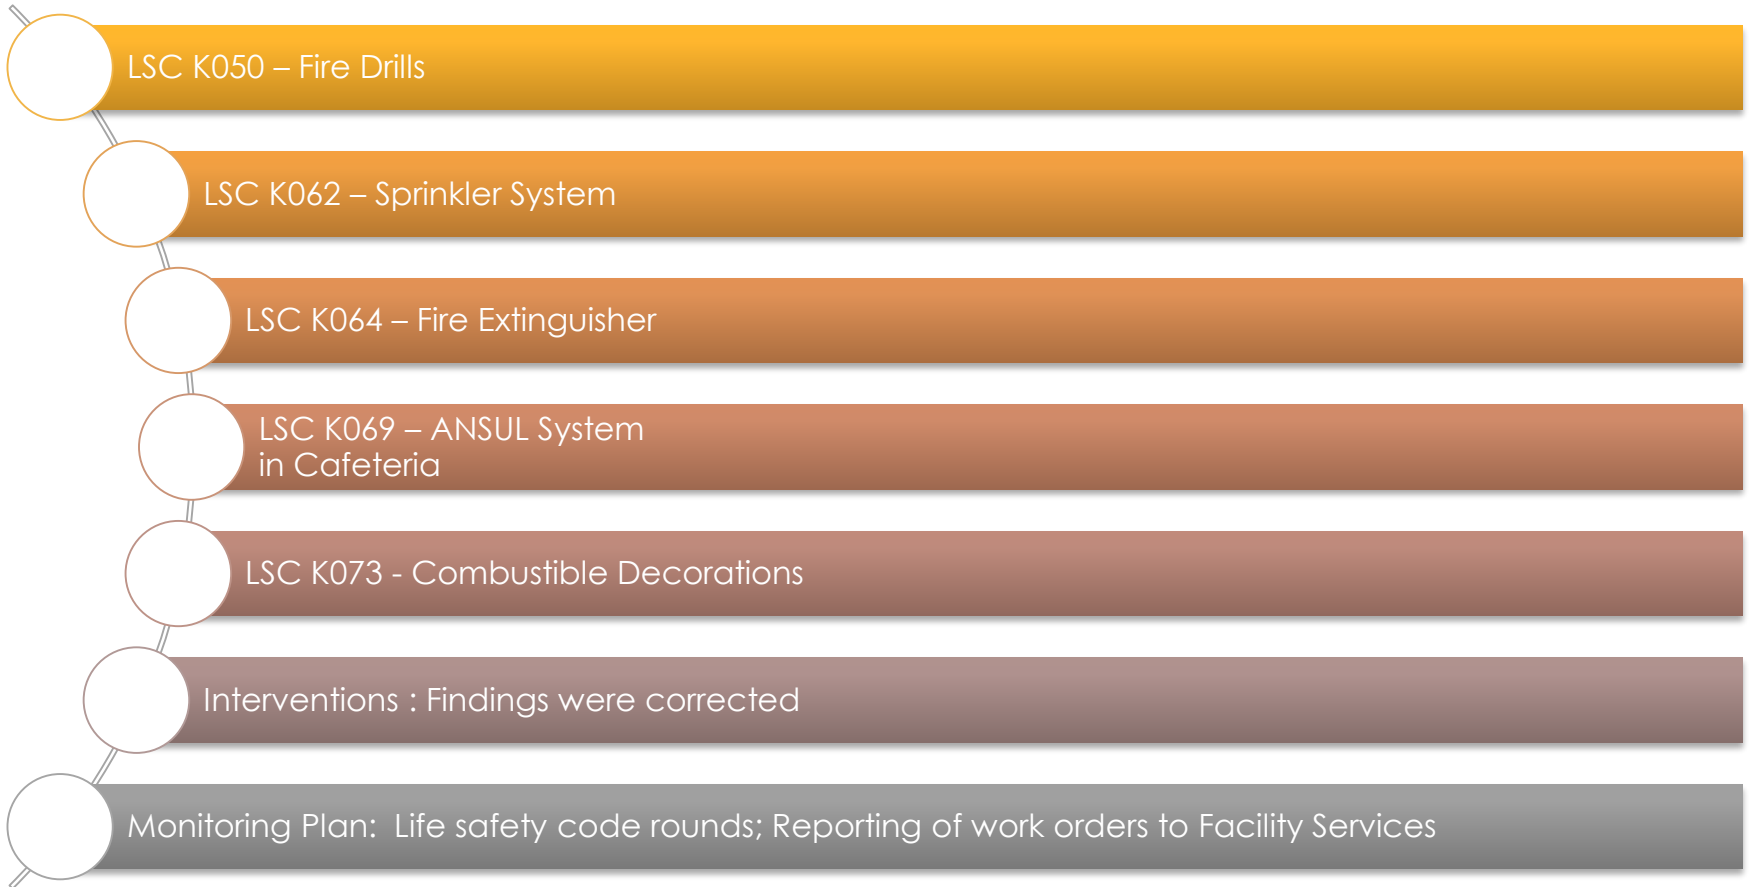 LSC K050 – Fire Drills
LSC K062 – Sprinkler System
LSC K064 – Fire Extinguisher
LSC K069 – ANSUL System
in Cafeteria
LSC K073 - Combustible Decorations
Interventions : Findings were corrected
Monitoring Plan:  Life safety code rounds; Reporting of work orders to Facility Services